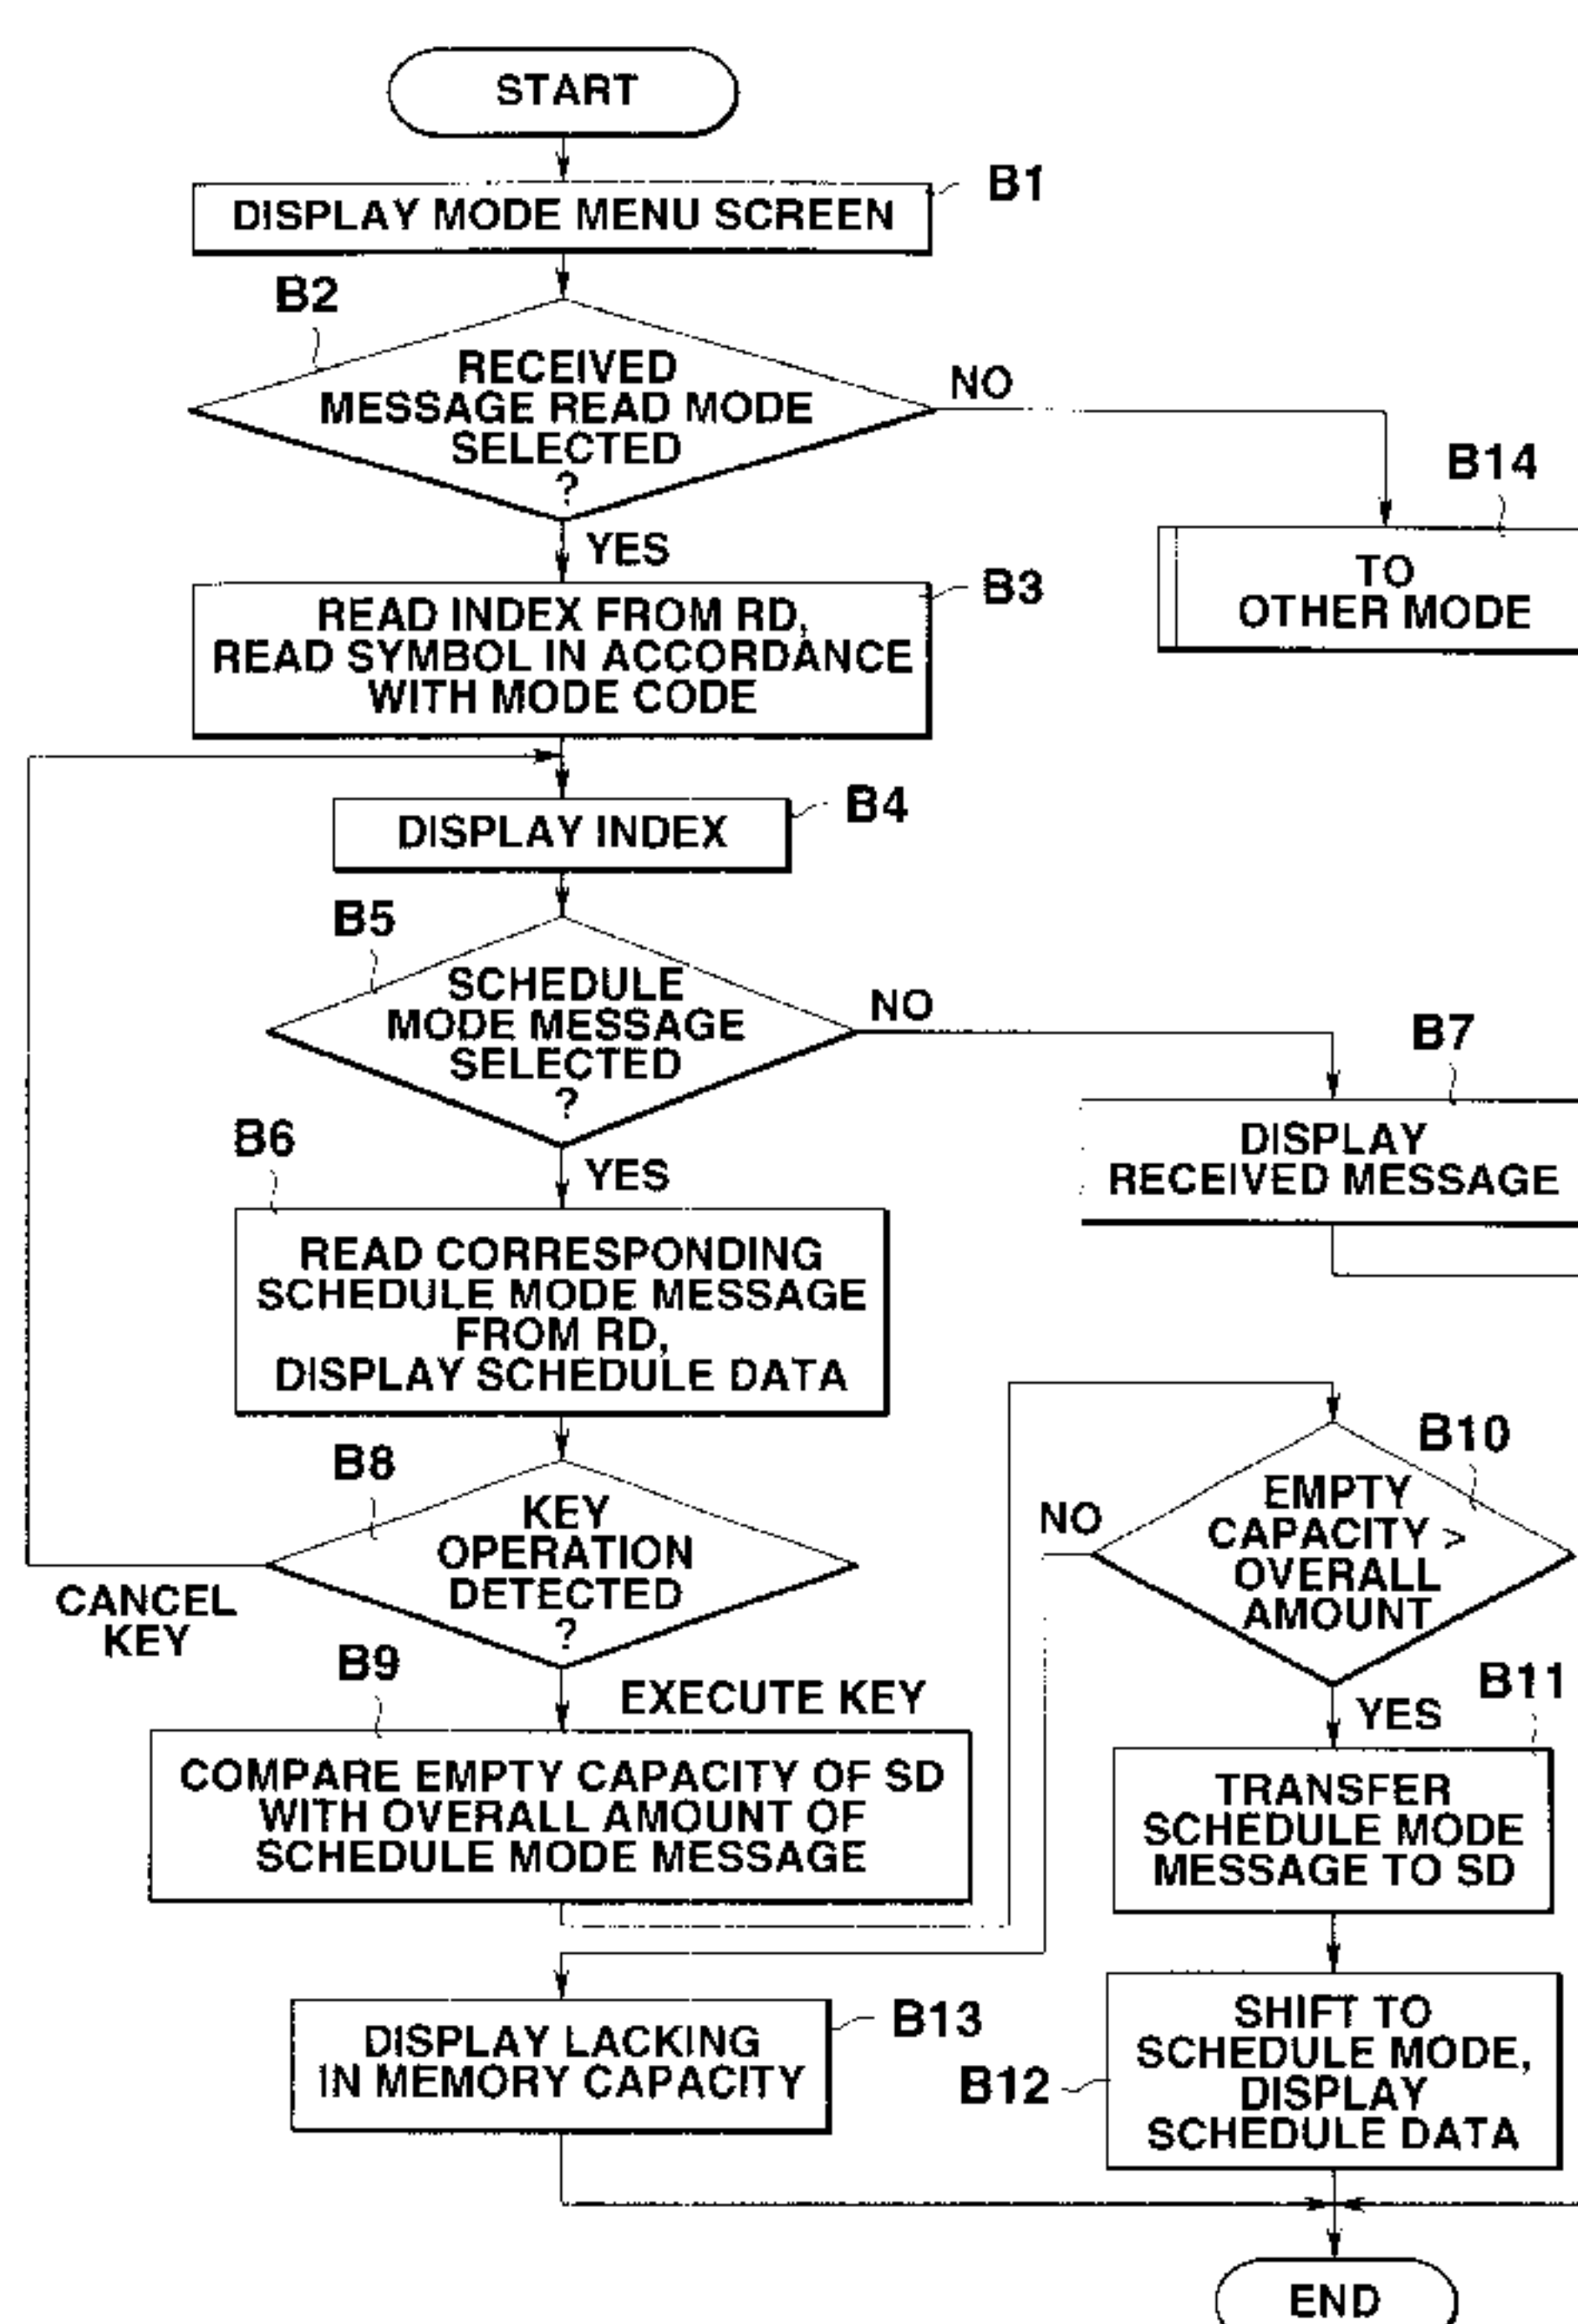 START
B1
DISPLAY MODE MENU SCREEN
B2
RECEIVED
MESSAGE READ MODE
SELECTED
?
NO
YES
B14
TO
OTHER MODE
B3
READ INDEX FROM RD,
READ SYMBOL IN ACCORDANCE
WITH MODE CODE
B4
DISPLAY INDEX
B5
SCHEDULE
MODE MESSAGE
SELECTED
?
NO
YES
B7
DISPLAY
RECEIVED MESSAGE
B6
READ CORRESPONDING
SCHEDULE MODE MESSAGE
FROM RD,
DISPLAY SCHEDULE DATA
B8
KEY
OPERATION
DETECTED
?
CANCEL
KEY
EXECUTE KEY
B9
COMPARE EMPTY CAPACITY OF SD
WITH OVERALL AMOUNT OF
SCHEDULE MODE MESSAGE
B10
EMPTY
CAPACITY >
OVERALL
AMOUNT
NO
YES
B11
TRANSFER
SCHEDULE MODE
MESSAGE TO SD
B12
SHIFT TO
SCHEDULE MODE,
DISPLAY
SCHEDULE DATA
B13
DISPLAY LACKING
IN MEMORY CAPACITY
END